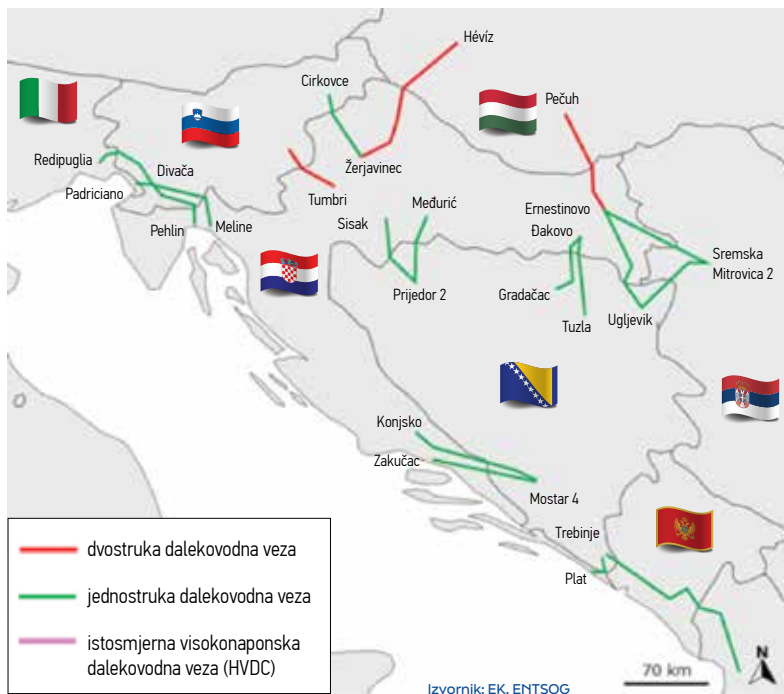 Hévíz
Cirkovce
Pečuh
Redipuglia
Divača
Žerjavinec
Padriciano
Tumbri
Međurić
Ernestinovo
Sisak
Đakovo
Pehlin
Meline
Sremska
Mitrovica 2
Prijedor 2
Gradačac
Tuzla
Ugljevik
Konjsko
Zakučac
Mostar 4
Trebinje
Plat
dvostruka dalekovodna veza
jednostruka dalekovodna veza
istosmjerna visokonaponska
dalekovodna veza (HVDC)
N
70 km
Izvornik: EK, ENTSOG